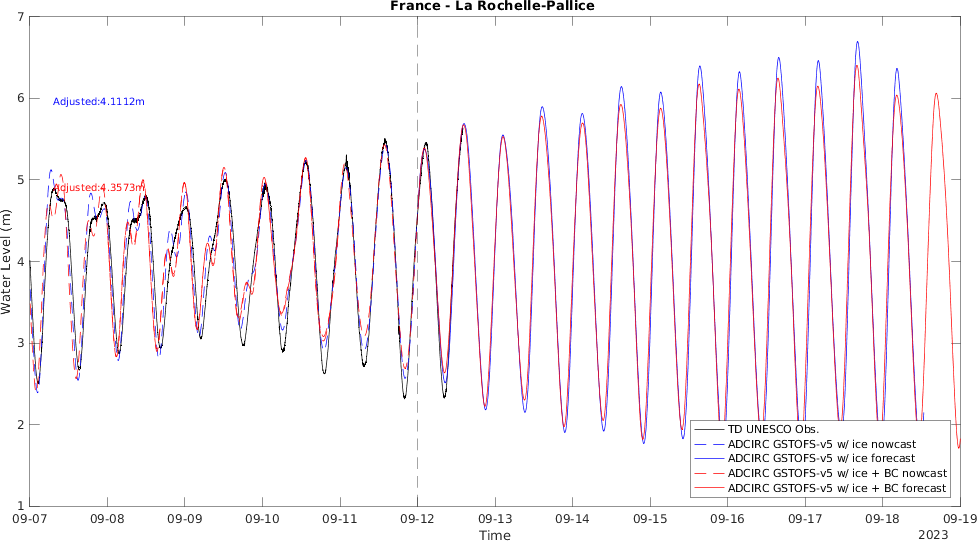 France - La Rochelle-Pallice
7
6
5
4
3
2
1
Water Level (m)
Adjusted:4.1112m
Adjusted:4.3573m
TD UNESCO Obs.
ADCIRC GSTOFS-v5 w/ ice nowcast
ADCIRC GSTOFS-v5 w/ ice forecast
ADCIRC GSTOFS-v5 w/ ice + BC nowcast
ADCIRC GSTOFS-v5 w/ ice + BC forecast
09-07 09-08 09-09 09-10 09-11 09-12 09-13 09-14 09-15 09-16 09-17 09-18 09-19
Time
2023